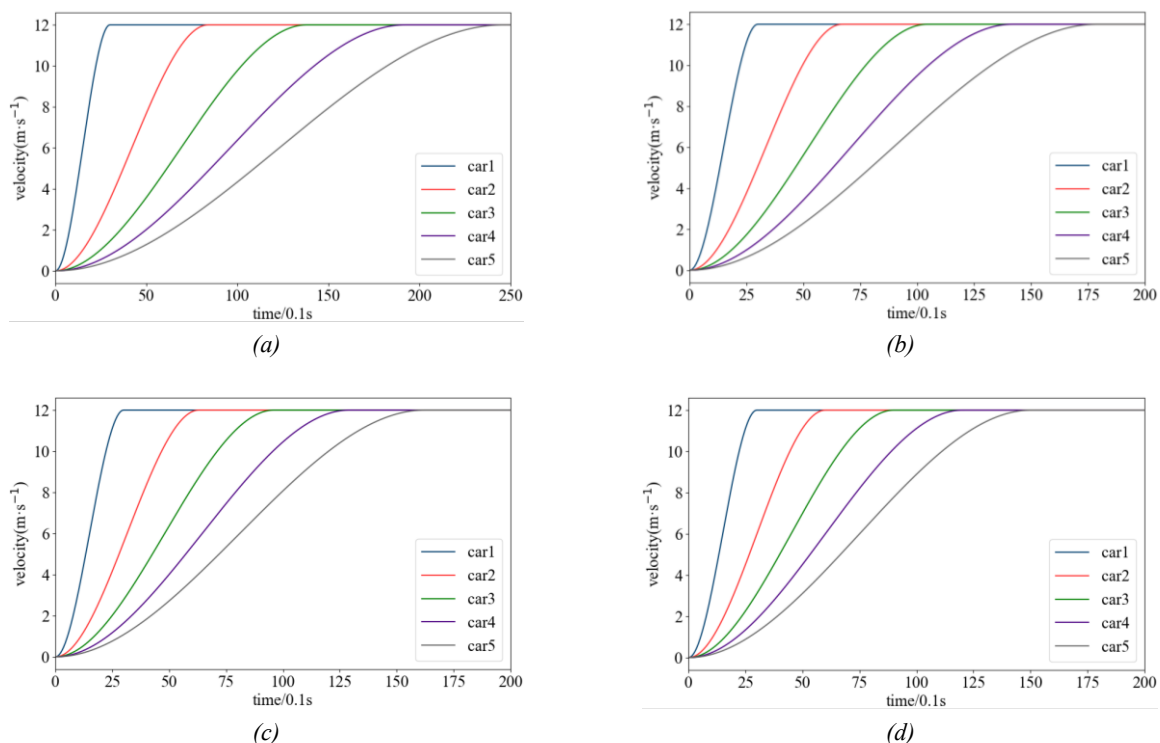 velocity(m·s⁻¹)
12
10
8
6
4
2
0
car1
car2
car3
car4
car5
0 50 100 150 200 250
time/0.1s
(a)
velocity(m·s⁻¹)
12
10
8
6
4
2
0
car1
car2
car3
car4
car5
0 25 50 75 100 125 150 175 200
time/0.1s
(b)
velocity(m·s⁻¹)
12
10
8
6
4
2
0
car1
car2
car3
car4
car5
0 25 50 75 100 125 150 175 200
time/0.1s
(c)
velocity(m·s⁻¹)
12
10
8
6
4
2
0
car1
car2
car3
car4
car5
0 25 50 75 100 125 150 175 200
time/0.1s
(d)